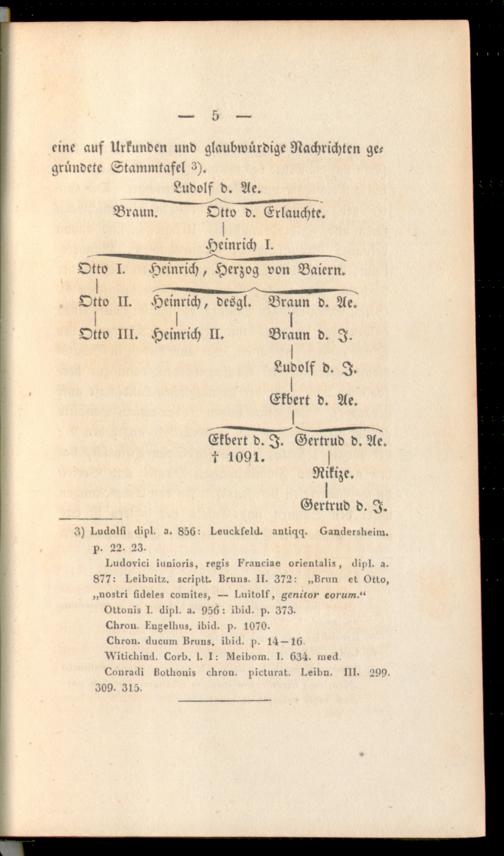 — 5 —
eine auf Urkunden und glaubwürdige Nachrichten ge⸗
gründete Stammtafel 3).
Ludolf d. Ae.
Braun. Otto d. Erlauchte.
Heinrich I.
Otto I. Heinrich, Herzog von Baiern.
Otto II. Heinrich, desgl. Braun d. Ae.
Otto III. Heinrich II. Braun d. J.
Ludolf d. J.
Ekbert d. Ae.
Ekbert d. J. Gertrud d. Ae.
† 1091.
Rikize.
Gertrud d. J.
3) Ludolfi dipl. a. 856: Leuckfeld. antiqq. Gandersheim.
p. 22. 23.
Ludovici iunioris, regis Franciae orientalis, dipl. a.
877: Leibnitz. scriptt. Bruns. II. 372: „Brun et Otto,
„nostri fideles comites, — Luitolf, genitor eorum.“
Ottonis I. dipl. a. 956: ibid. p. 373.
Chron. Engelhus. ibid. p. 1070.
Chron. ducum Bruns. ibid. p. 14—16.
Witichind. Corb. l. I: Meibom. I. 634. med.
Conradi Bothonis chron. picturat. Leibn. III. 299.
309. 315.